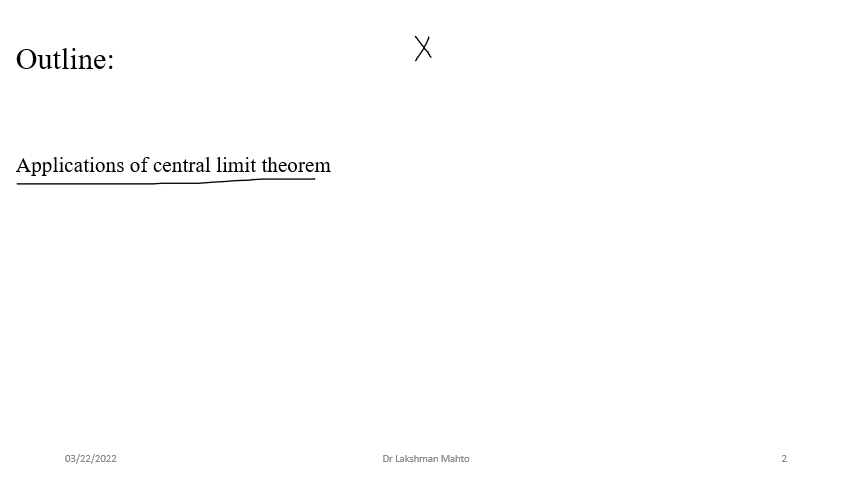 X
Outline:
Applications of central limit theorem
03/22/2022 Dr Lakshman Mahto 2